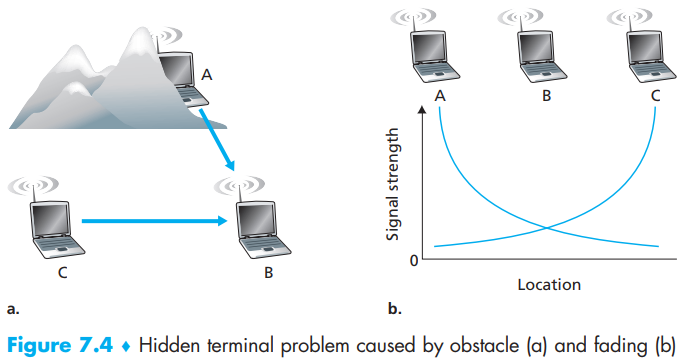 A
C
B
a.
A
B
C
Signal strength
0
Location
b.
Figure 7.4 ♦ Hidden terminal problem caused by obstacle (a) and fading (b)